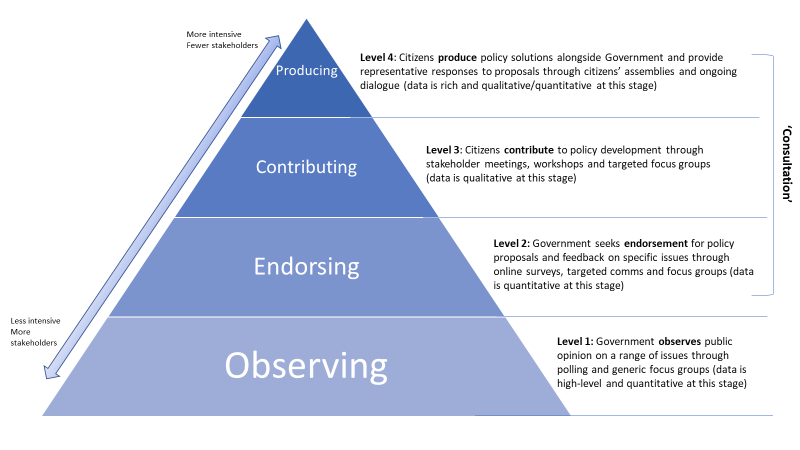 More intensive
Fewer stakeholders
Producing
Level 4: Citizens produce policy solutions alongside Government and provide
representative responses to proposals through citizens’ assemblies and ongoing
dialogue (data is rich and qualitative/quantitative at this stage)
Contributing
Level 3: Citizens contribute to policy development through
stakeholder meetings, workshops and targeted focus groups
(data is qualitative at this stage)
‘Consultation’
Endorsing
Level 2: Government seeks endorsement for policy
proposals and feedback on specific issues through
online surveys, targeted comms and focus groups (data
is quantitative at this stage)
Less intensive
More
stakeholders
Observing
Level 1: Government observes public
opinion on a range of issues through
polling and generic focus groups (data is
high-level and quantitative at this stage)